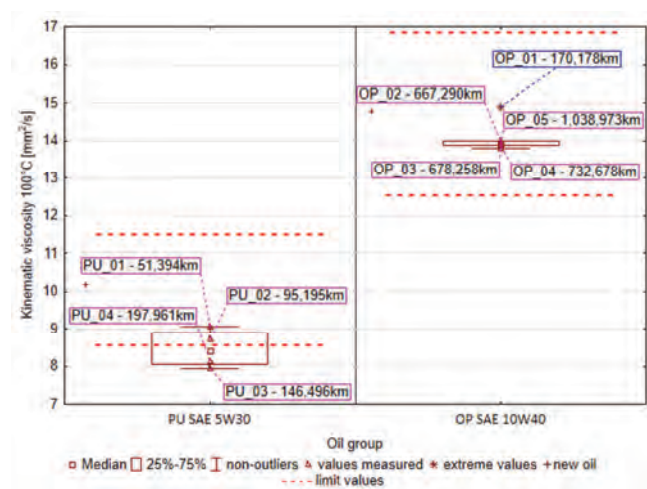 17
16
15
14
13
12
11
10
9
8
7
Kinematic viscosity 100°C [mm²/s]
OP_01 - 170,178km
OP_02 - 667,290km
OP_05 - 1,038,973km
OP_03 - 678,258km
OP_04 - 732,678km
PU_01 - 51,394km
PU_02 - 95,195km
PU_04 - 197,961km
PU_03 - 146,496km
PU SAE 5W30 OP SAE 10W40
Oil group
Median 25%-75% non-outliers values measured extreme values new oil
limit values